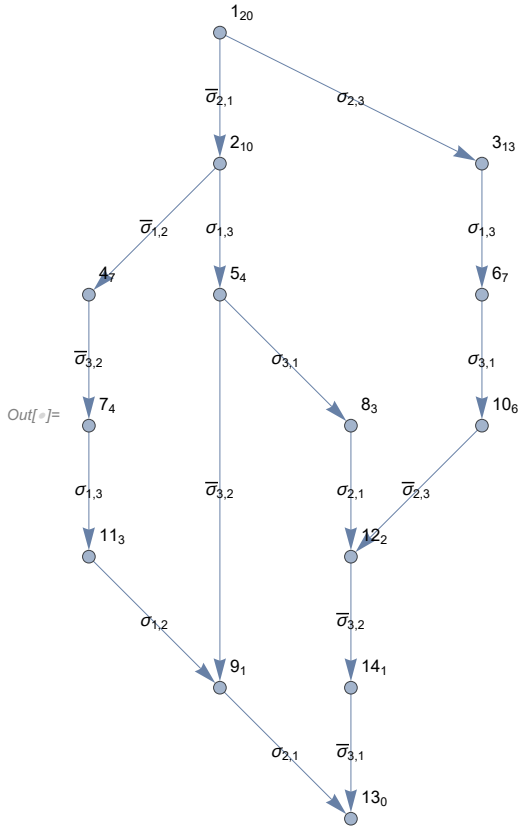 1₂₀
σ̅₂,₁ σ₂,₃
2₁₀ 3₁₃
σ̅₁,₂ σ₁,₃ σ₁,₃
4₇ 5₄ 6₇
σ̅₃,₂ σ₃,₁ σ₃,₁
Out[•]=
7₄ 8₃ 10₆
σ₁,₃ σ̅₃,₂ σ₂,₁ σ̅₂,₃
11₃ 12₂
σ₁,₂ σ̅₃,₂
9₁ 14₁
σ₂,₁ σ̅₃,₁
13₀